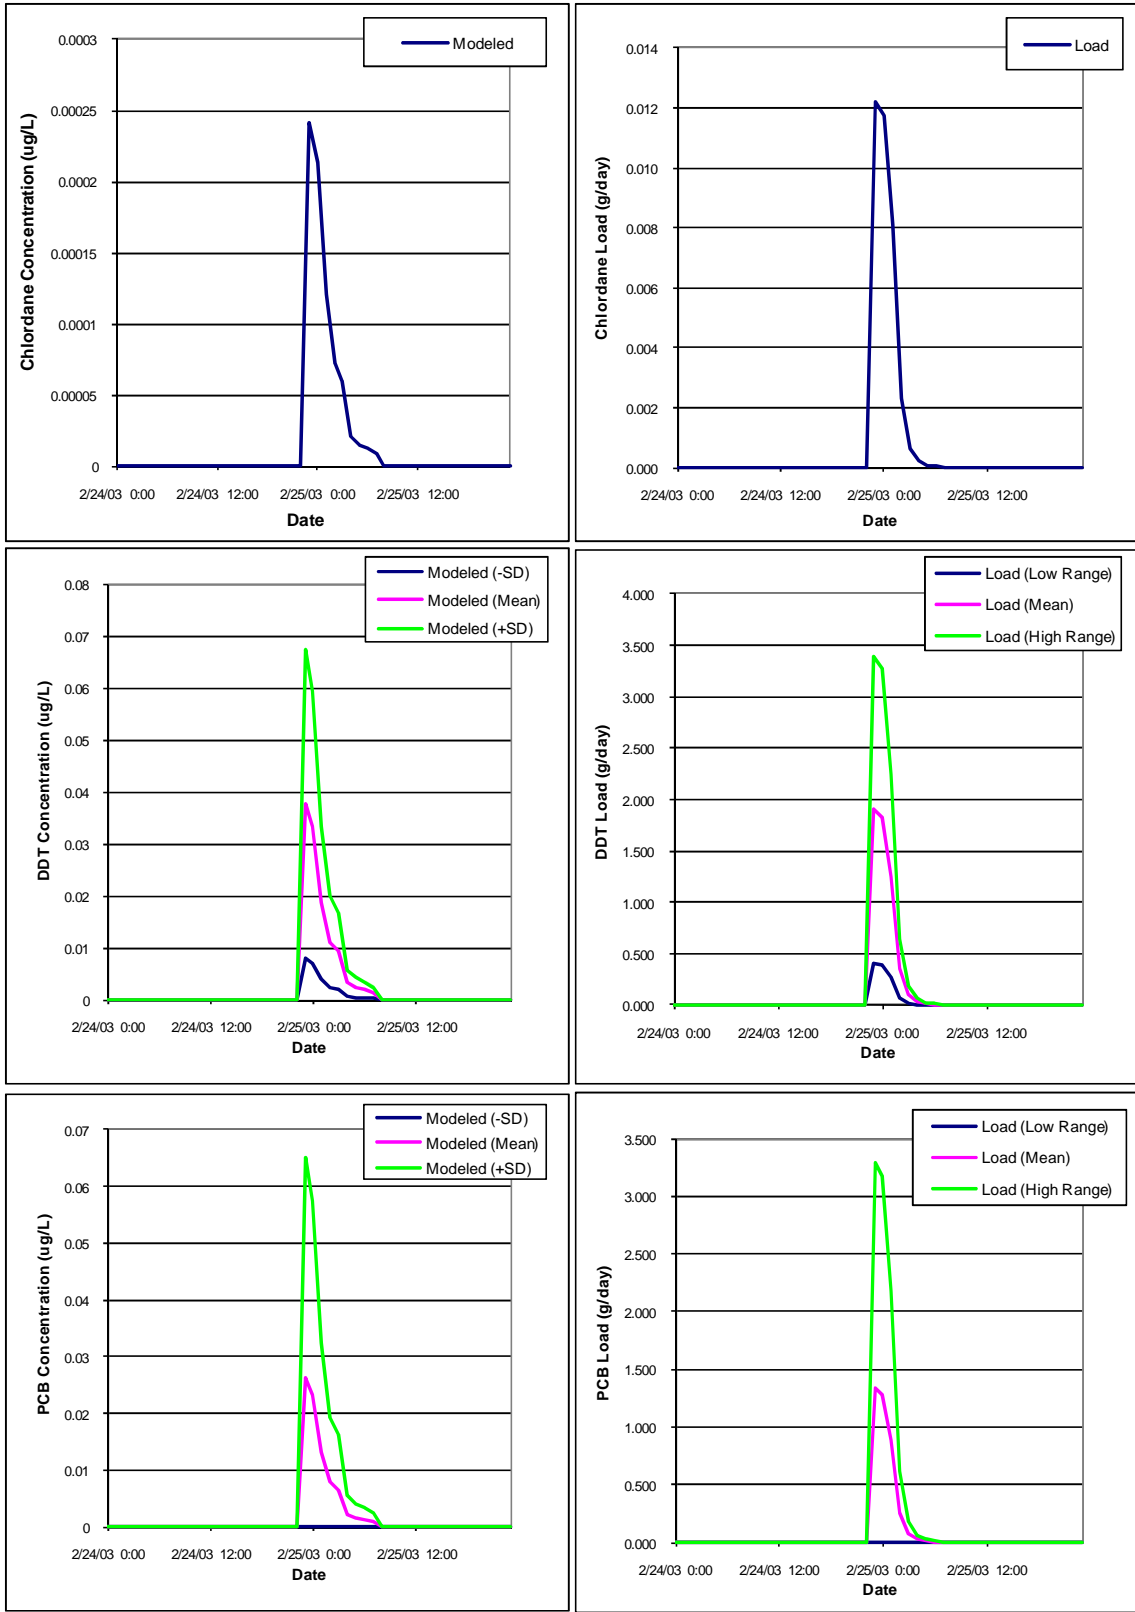 Modeled
Chlordane Concentration (ug/L)
0.0003
0.00025
0.0002
0.00015
0.0001
0.00005
0
2/24/03 0:00 2/24/03 12:00 2/25/03 0:00 2/25/03 12:00
Date
Load
Chlordane Load (g/day)
0.014
0.012
0.010
0.008
0.006
0.004
0.002
0.000
2/24/03 0:00 2/24/03 12:00 2/25/03 0:00 2/25/03 12:00
Date
Modeled (-SD)
Modeled (Mean)
Modeled (+SD)
DDT Concentration (ug/L)
0.08
0.07
0.06
0.05
0.04
0.03
0.02
0.01
0
2/24/03 0:00 2/24/03 12:00 2/25/03 0:00 2/25/03 12:00
Date
Load (Low Range)
Load (Mean)
Load (High Range)
DDT Load (g/day)
4.000
3.500
3.000
2.500
2.000
1.500
1.000
0.500
0.000
2/24/03 0:00 2/24/03 12:00 2/25/03 0:00 2/25/03 12:00
Date
Modeled (-SD)
Modeled (Mean)
Modeled (+SD)
PCB Concentration (ug/L)
0.07
0.06
0.05
0.04
0.03
0.02
0.01
0
2/24/03 0:00 2/24/03 12:00 2/25/03 0:00 2/25/03 12:00
Date
Load (Low Range)
Load (Mean)
Load (High Range)
PCB Load (g/day)
3.500
3.000
2.500
2.000
1.500
1.000
0.500
0.000
2/24/03 0:00 2/24/03 12:00 2/25/03 0:00 2/25/03 12:00
Date